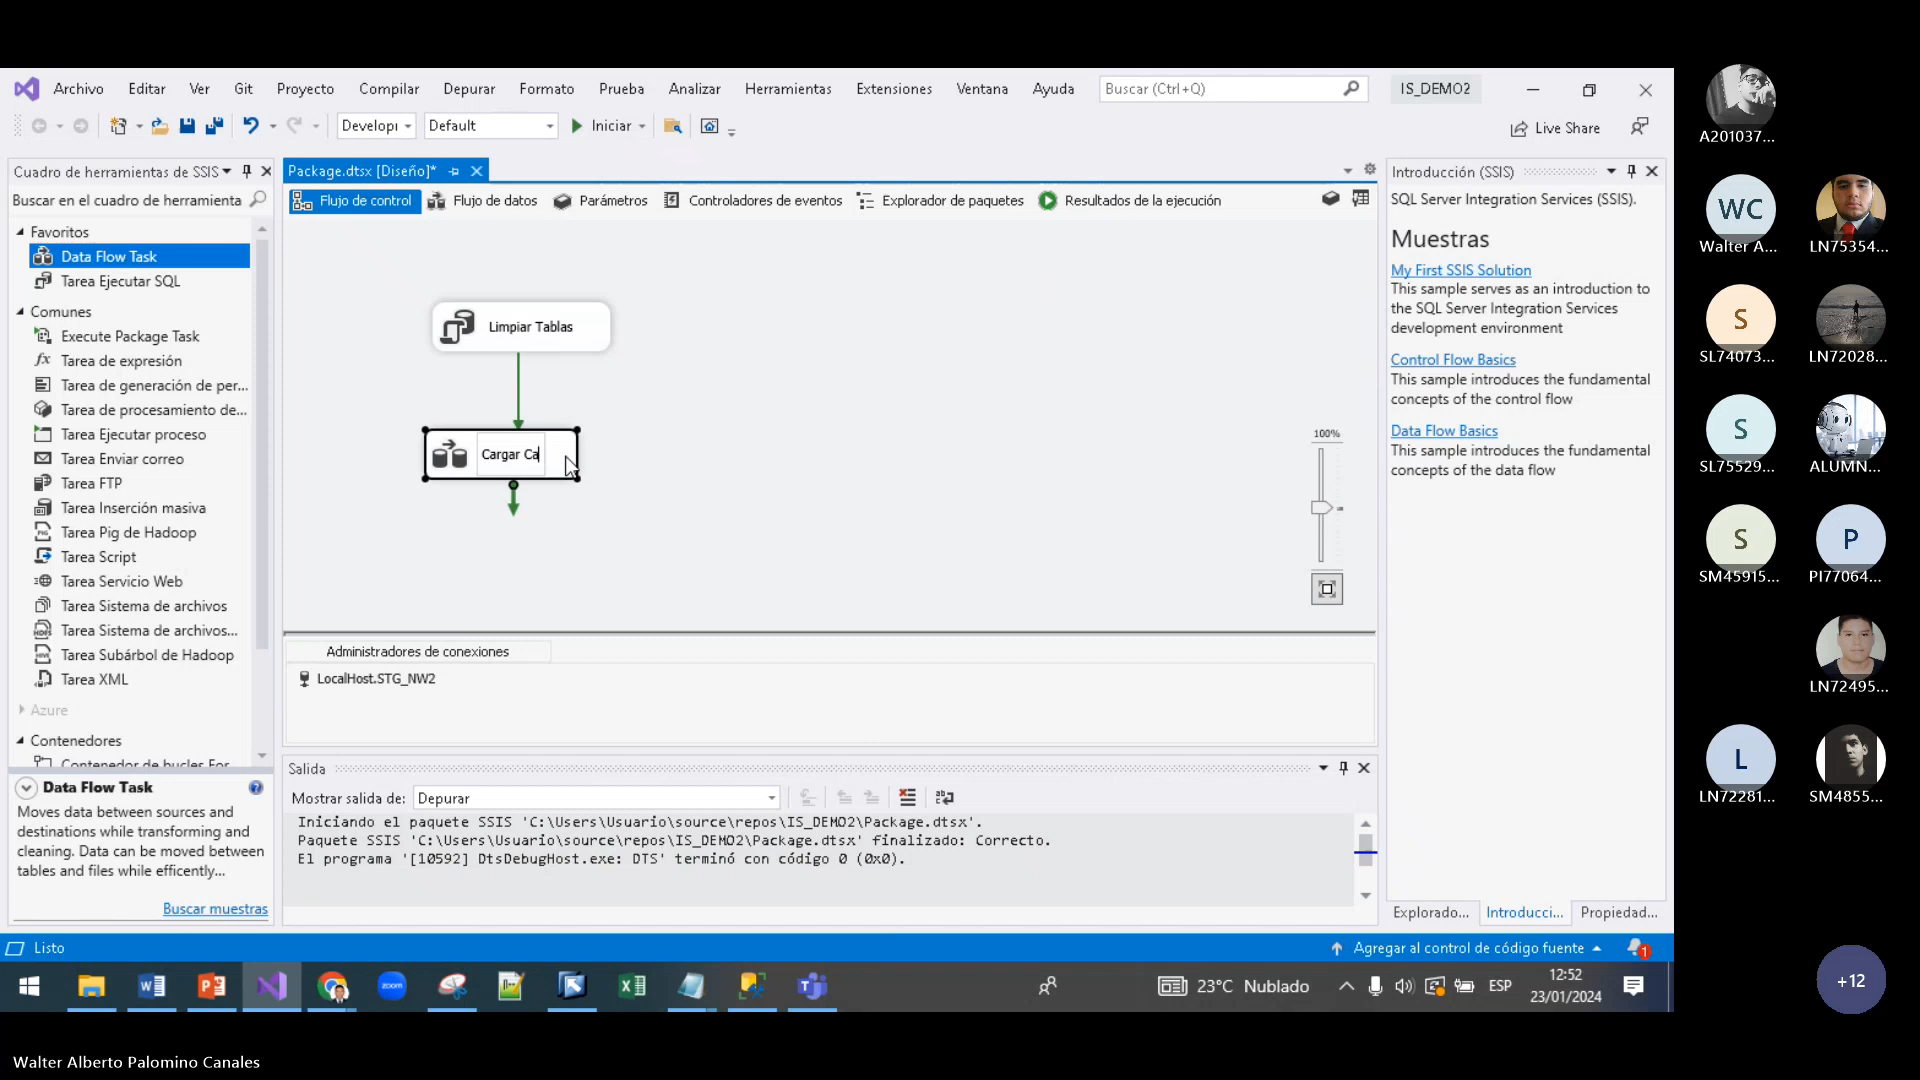 Archivo Editar Ver Git Proyecto Compilar Depurar Formato Prueba Analizar Herramientas Extensiones Ventana Ayuda Buscar (Ctrl+Q) IS_DEMO2
Developi Default Iniciar Live Share
Cuadro de herramientas de SSIS
Buscar en el cuadro de herramienta
Favoritos
Data Flow Task
Tarea Ejecutar SQL
Comunes
Execute Package Task
fx Tarea de expresión
Tarea de generación de per...
Tarea de procesamiento de...
Tarea Ejecutar proceso
Tarea Enviar correo
Tarea FTP
Tarea Inserción masiva
Tarea Pig de Hadoop
Tarea Script
Tarea Servicio Web
Tarea Sistema de archivos
Tarea Sistema de archivos...
Tarea Subárbol de Hadoop
Tarea XML
Azure
Contenedores
Contenedor de bucles For
Data Flow Task
Moves data between sources and
destinations while transforming and
cleaning. Data can be moved between
tables and files while efficently...
Buscar muestras
Package.dtsx [Diseño]*
Flujo de control Flujo de datos Parámetros Controladores de eventos Explorador de paquetes Resultados de la ejecución
Limpiar Tablas
Cargar Ca
100%
Administradores de conexiones
LocalHost.STG_NW2
Salida
Mostrar salida de: Depurar
Iniciando el paquete SSIS 'C:\Users\Usuario\source\repos\IS_DEMO2\Package.dtsx'.
Paquete SSIS 'C:\Users\Usuario\source\repos\IS_DEMO2\Package.dtsx' finalizado: Correcto.
El programa '[10592] DtsDebugHost.exe: DTS' terminó con código 0 (0x0).
Introducción (SSIS)
SQL Server Integration Services (SSIS).
Muestras
My First SSIS Solution
This sample serves as an introduction to
the SQL Server Integration Services
development environment
Control Flow Basics
This sample introduces the fundamental
concepts of the control flow
Data Flow Basics
This sample introduces the fundamental
concepts of the data flow
Explorado... Introducci... Propiedad...
Listo Agregar al control de código fuente 1
zoom 23°C Nublado ESP 12:52
23/01/2024
A201037...
WC
Walter A... LN75354...
S
SL74073... LN72028...
S
SL75529... ALUMN...
S P
SM45915... PI77064...
LN72495...
L
LN72281... SM4855...
+12
Walter Alberto Palomino Canales